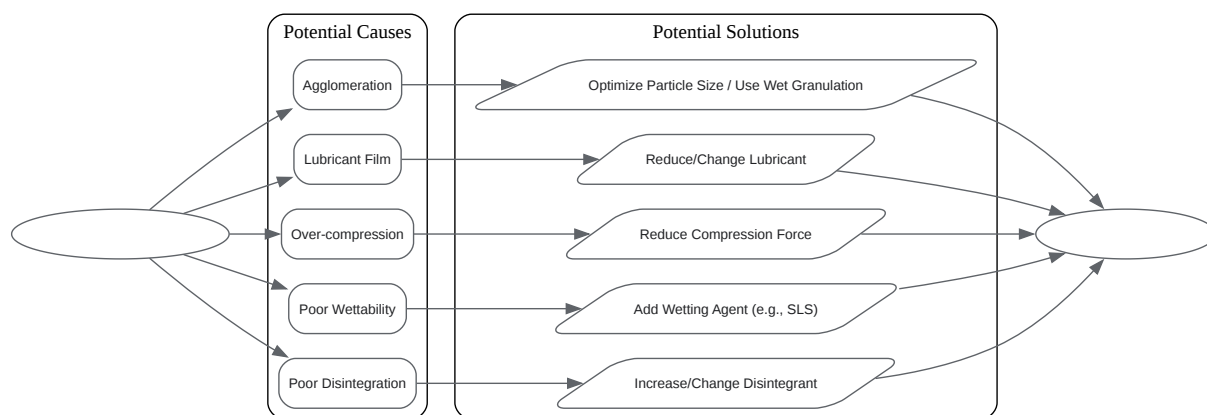 Potential Causes
Potential Solutions
Agglomeration
Optimize Particle Size / Use Wet Granulation
Lubricant Film
Reduce/Change Lubricant
Over-compression
Reduce Compression Force
Poor Wettability
Add Wetting Agent (e.g., SLS)
Poor Disintegration
Increase/Change Disintegrant